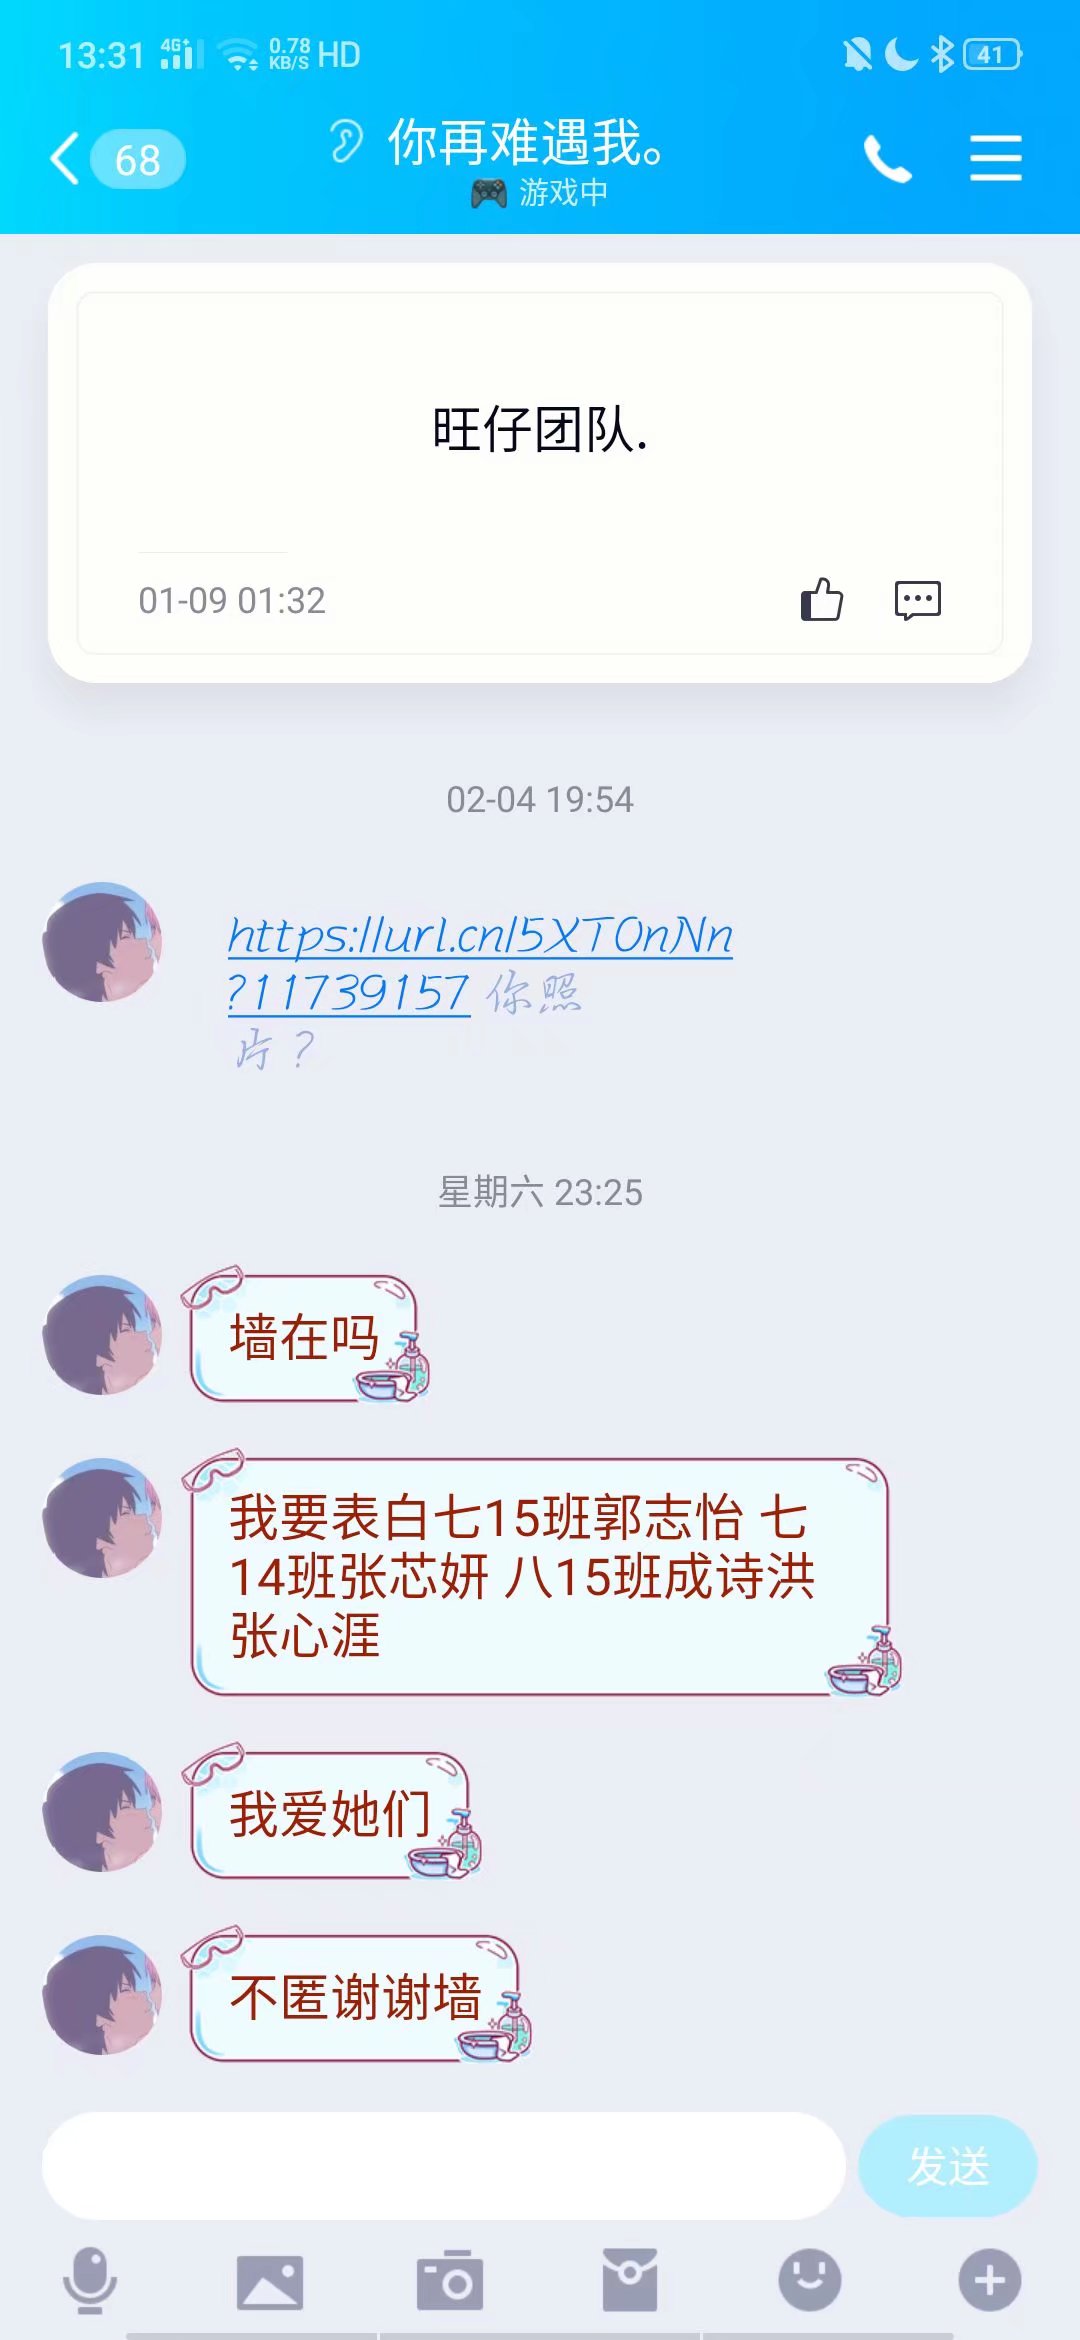 13:31 4G+ 0.78 KB/S HD 41
68 你再难遇我。
游戏中
旺仔团队.
01-09 01:32
02-04 19:54
https://url.cn/5XTOnNn
?11739157 你照
片？
星期六 23:25
墙在吗
我要表白七15班郭志怡 七
14班张芯妍 八15班成诗洪
张心涯
我爱她们
不匿谢谢墙
发送